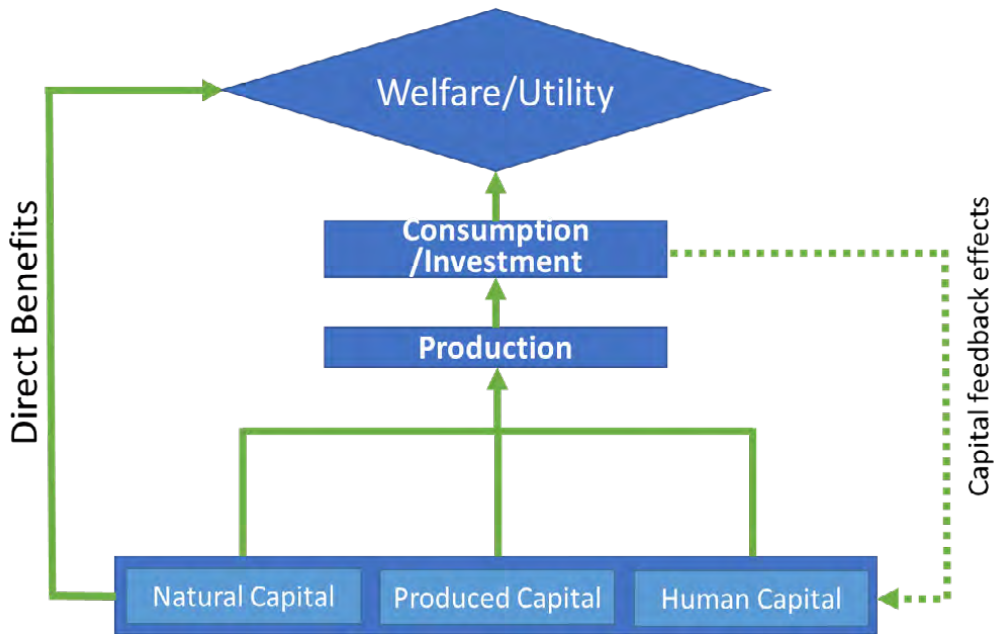 Welfare/Utility
Direct Benefits
Consumption
/Investment
Capital feedback effects
Production
Natural Capital
Produced Capital
Human Capital